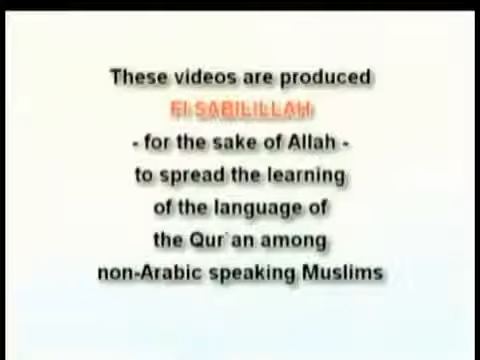 These videos are produced
FI SABILILLAH
- for the sake of Allah -
to spread the learning
of the language of
the Qur`an among
non-Arabic speaking Muslims